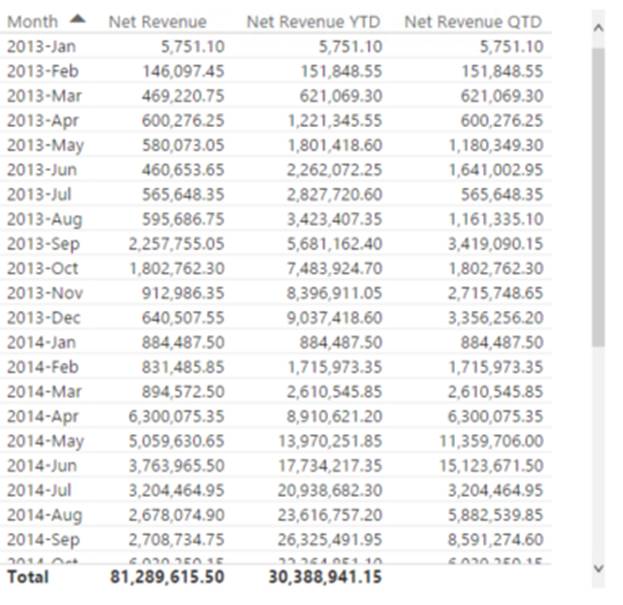 Month Net Revenue Net Revenue YTD Net Revenue QTD
2013-Jan 5,751.10 5,751.10 5,751.10
2013-Feb 146,097.45 151,848.55 151,848.55
2013-Mar 469,220.75 621,069.30 621,069.30
2013-Apr 600,276.25 1,221,345.55 600,276.25
2013-May 580,073.05 1,801,418.60 1,180,349.30
2013-Jun 460,653.65 2,262,072.25 1,641,002.95
2013-Jul 565,648.35 2,827,720.60 565,648.35
2013-Aug 595,686.75 3,423,407.35 1,161,335.10
2013-Sep 2,257,755.05 5,681,162.40 3,419,090.15
2013-Oct 1,802,762.30 7,483,924.70 1,802,762.30
2013-Nov 912,986.35 8,396,911.05 2,715,748.65
2013-Dec 640,507.55 9,037,418.60 3,356,256.20
2014-Jan 884,487.50 884,487.50 884,487.50
2014-Feb 831,485.85 1,715,973.35 1,715,973.35
2014-Mar 894,572.50 2,610,545.85 2,610,545.85
2014-Apr 6,300,075.35 8,910,621.20 6,300,075.35
2014-May 5,059,630.65 13,970,251.85 11,359,706.00
2014-Jun 3,763,965.50 17,734,217.35 15,123,671.50
2014-Jul 3,204,464.95 20,938,682.30 3,204,464.95
2014-Aug 2,678,074.90 23,616,757.20 5,882,539.85
2014-Sep 2,708,734.75 26,325,491.95 8,591,274.60
2014-Oct
Total 81,289,615.50 30,388,941.15